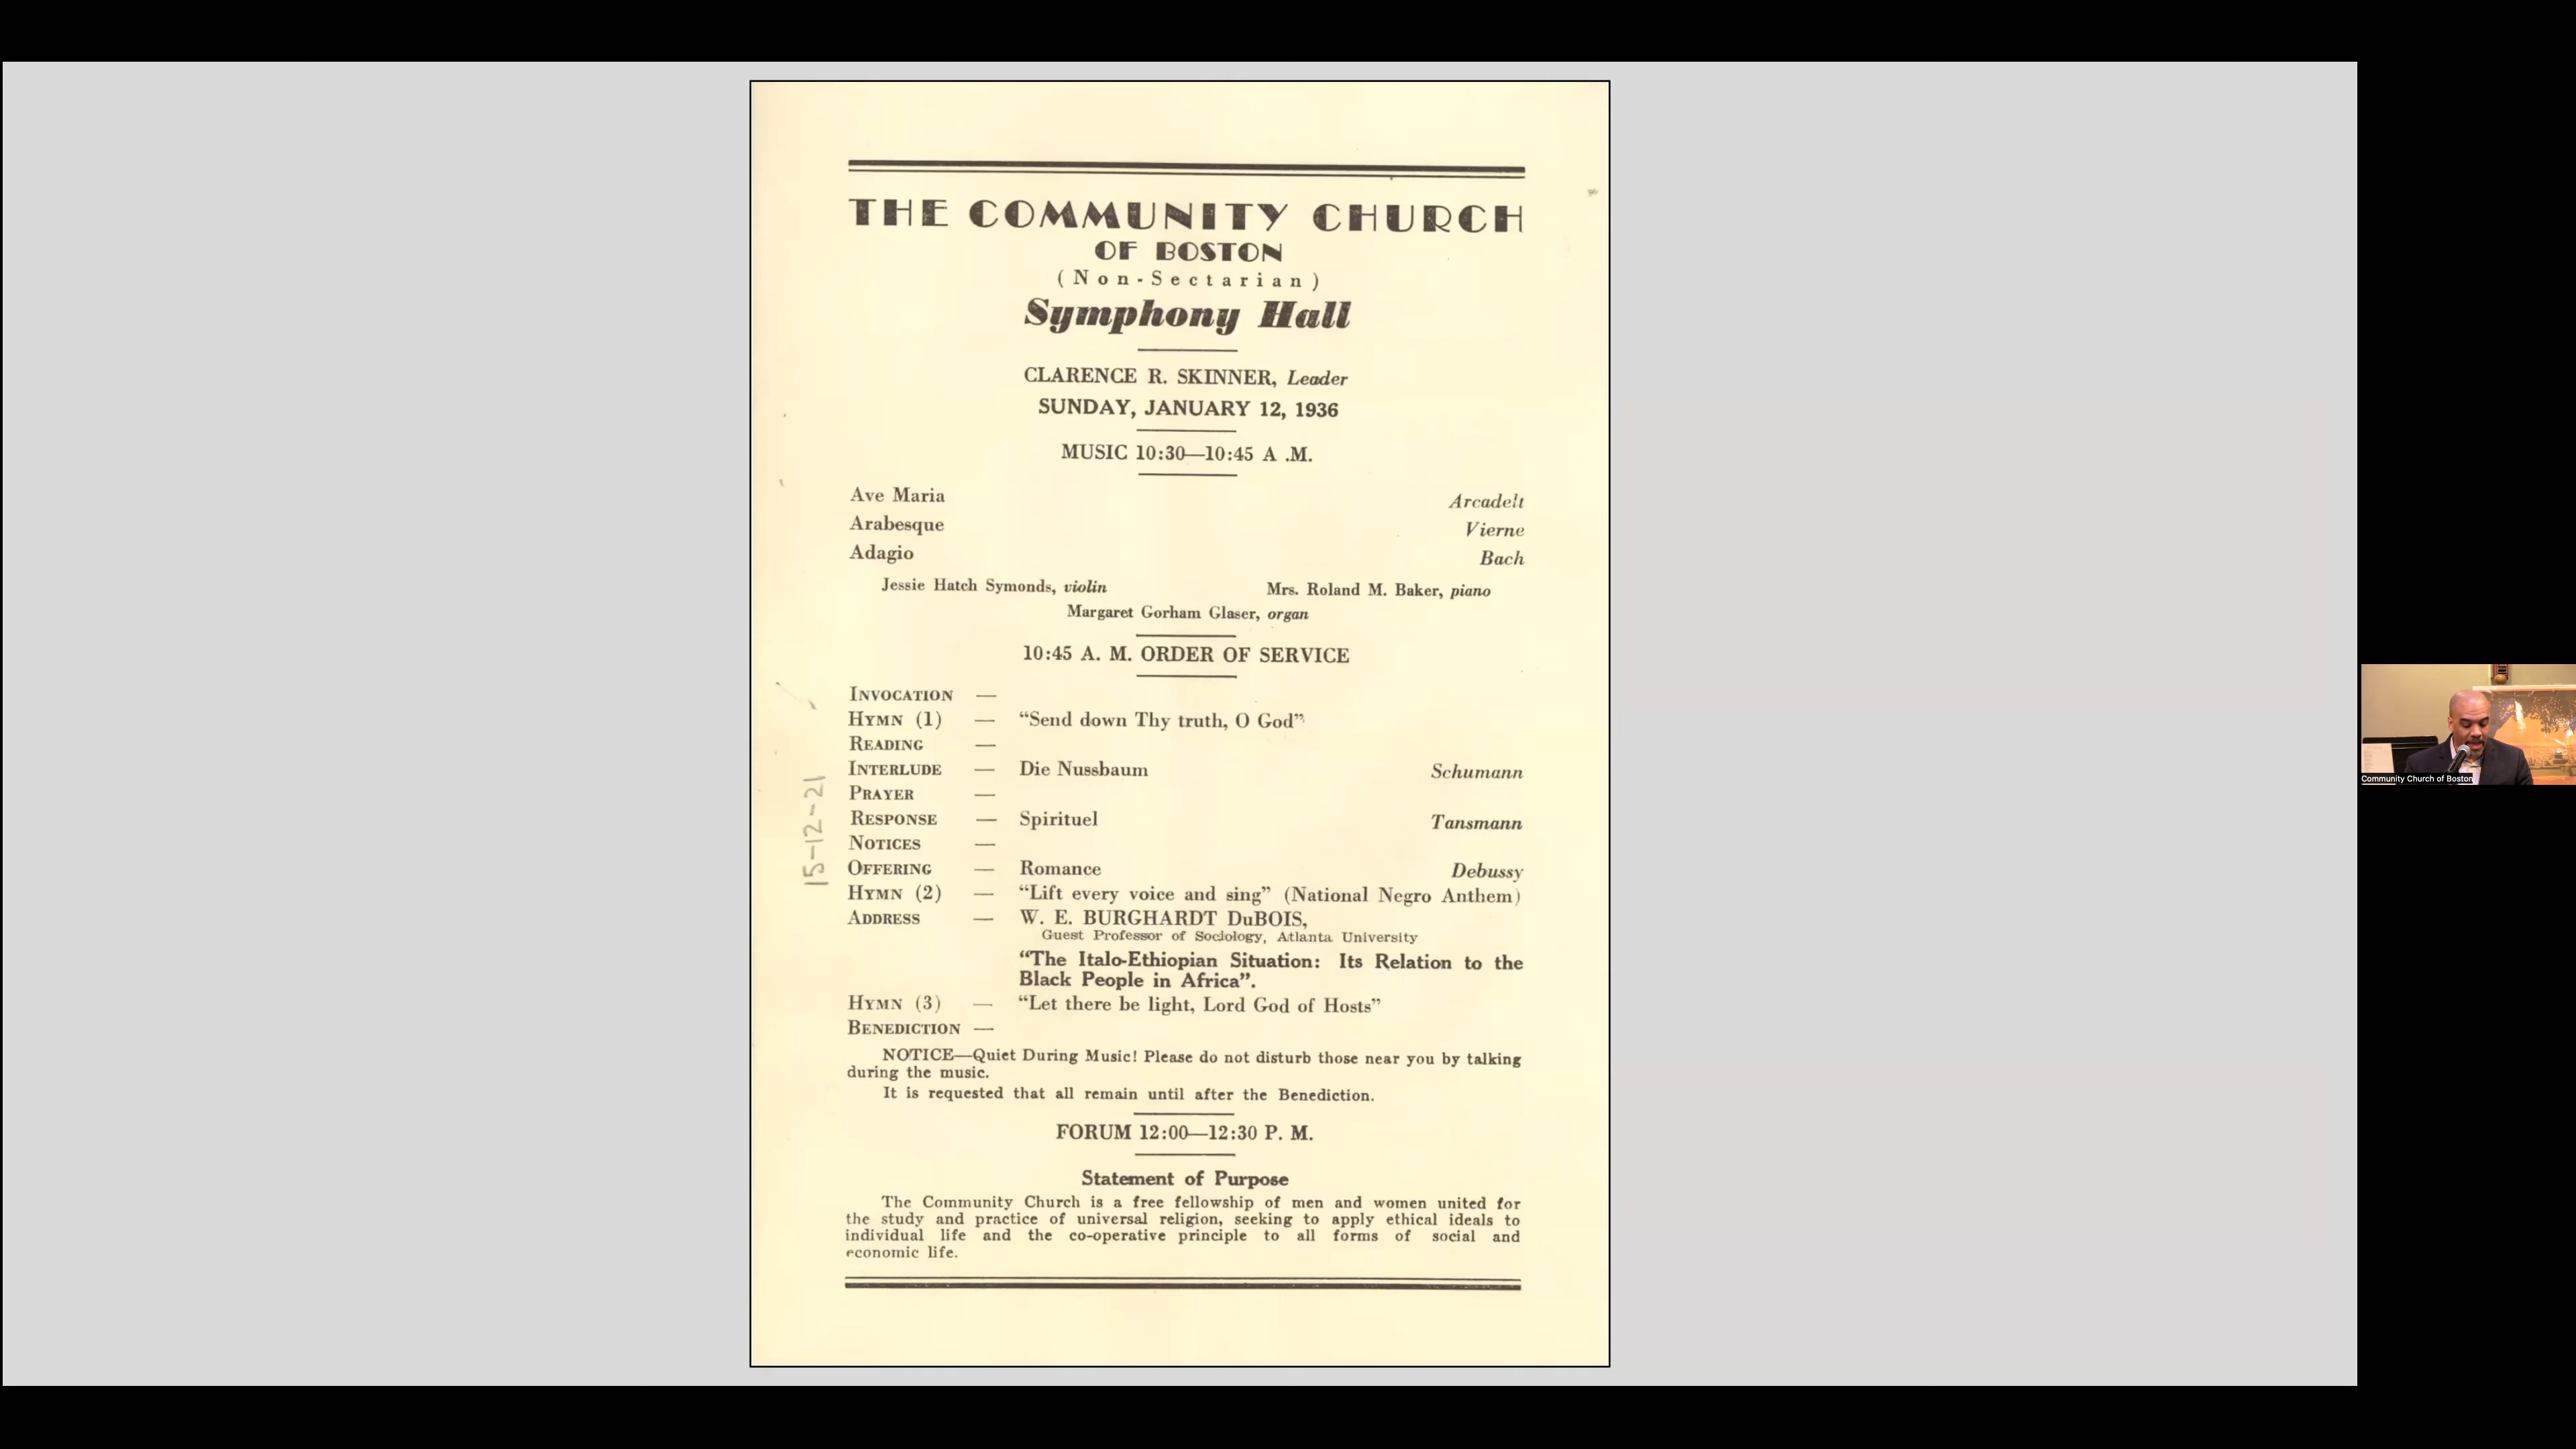 THE COMMUNITY CHURCH
OF BOSTON
(Non-Sectarian)
Symphony Hall
CLARENCE R. SKINNER, Leader
SUNDAY, JANUARY 12, 1936
MUSIC 10:30—10:45 A .M.
Ave Maria Arcadelt
Arabesque Vierne
Adagio Bach
Jessie Hatch Symonds, violin Mrs. Roland M. Baker, piano
Margaret Gorham Glaser, organ
10:45 A. M. ORDER OF SERVICE
INVOCATION —
HYMN (1) — “Send down Thy truth, O God”
READING —
INTERLUDE — Die Nussbaum Schumann
PRAYER —
RESPONSE — Spirituel Tansmann
NOTICES —
OFFERING — Romance Debussy
HYMN (2) — “Lift every voice and sing” (National Negro Anthem)
ADDRESS — W. E. BURGHARDT DuBOIS,
Guest Professor of Sociology, Atlanta University
“The Italo-Ethiopian Situation: Its Relation to the
Black People in Africa”.
HYMN (3) — “Let there be light, Lord God of Hosts”
BENEDICTION —
NOTICE—Quiet During Music! Please do not disturb those near you by talking
during the music.
It is requested that all remain until after the Benediction.
FORUM 12:00—12:30 P. M.
Statement of Purpose
The Community Church is a free fellowship of men and women united for
the study and practice of universal religion, seeking to apply ethical ideals to
individual life and the co-operative principle to all forms of social and
economic life.
15-12-21
Community Church of Boston